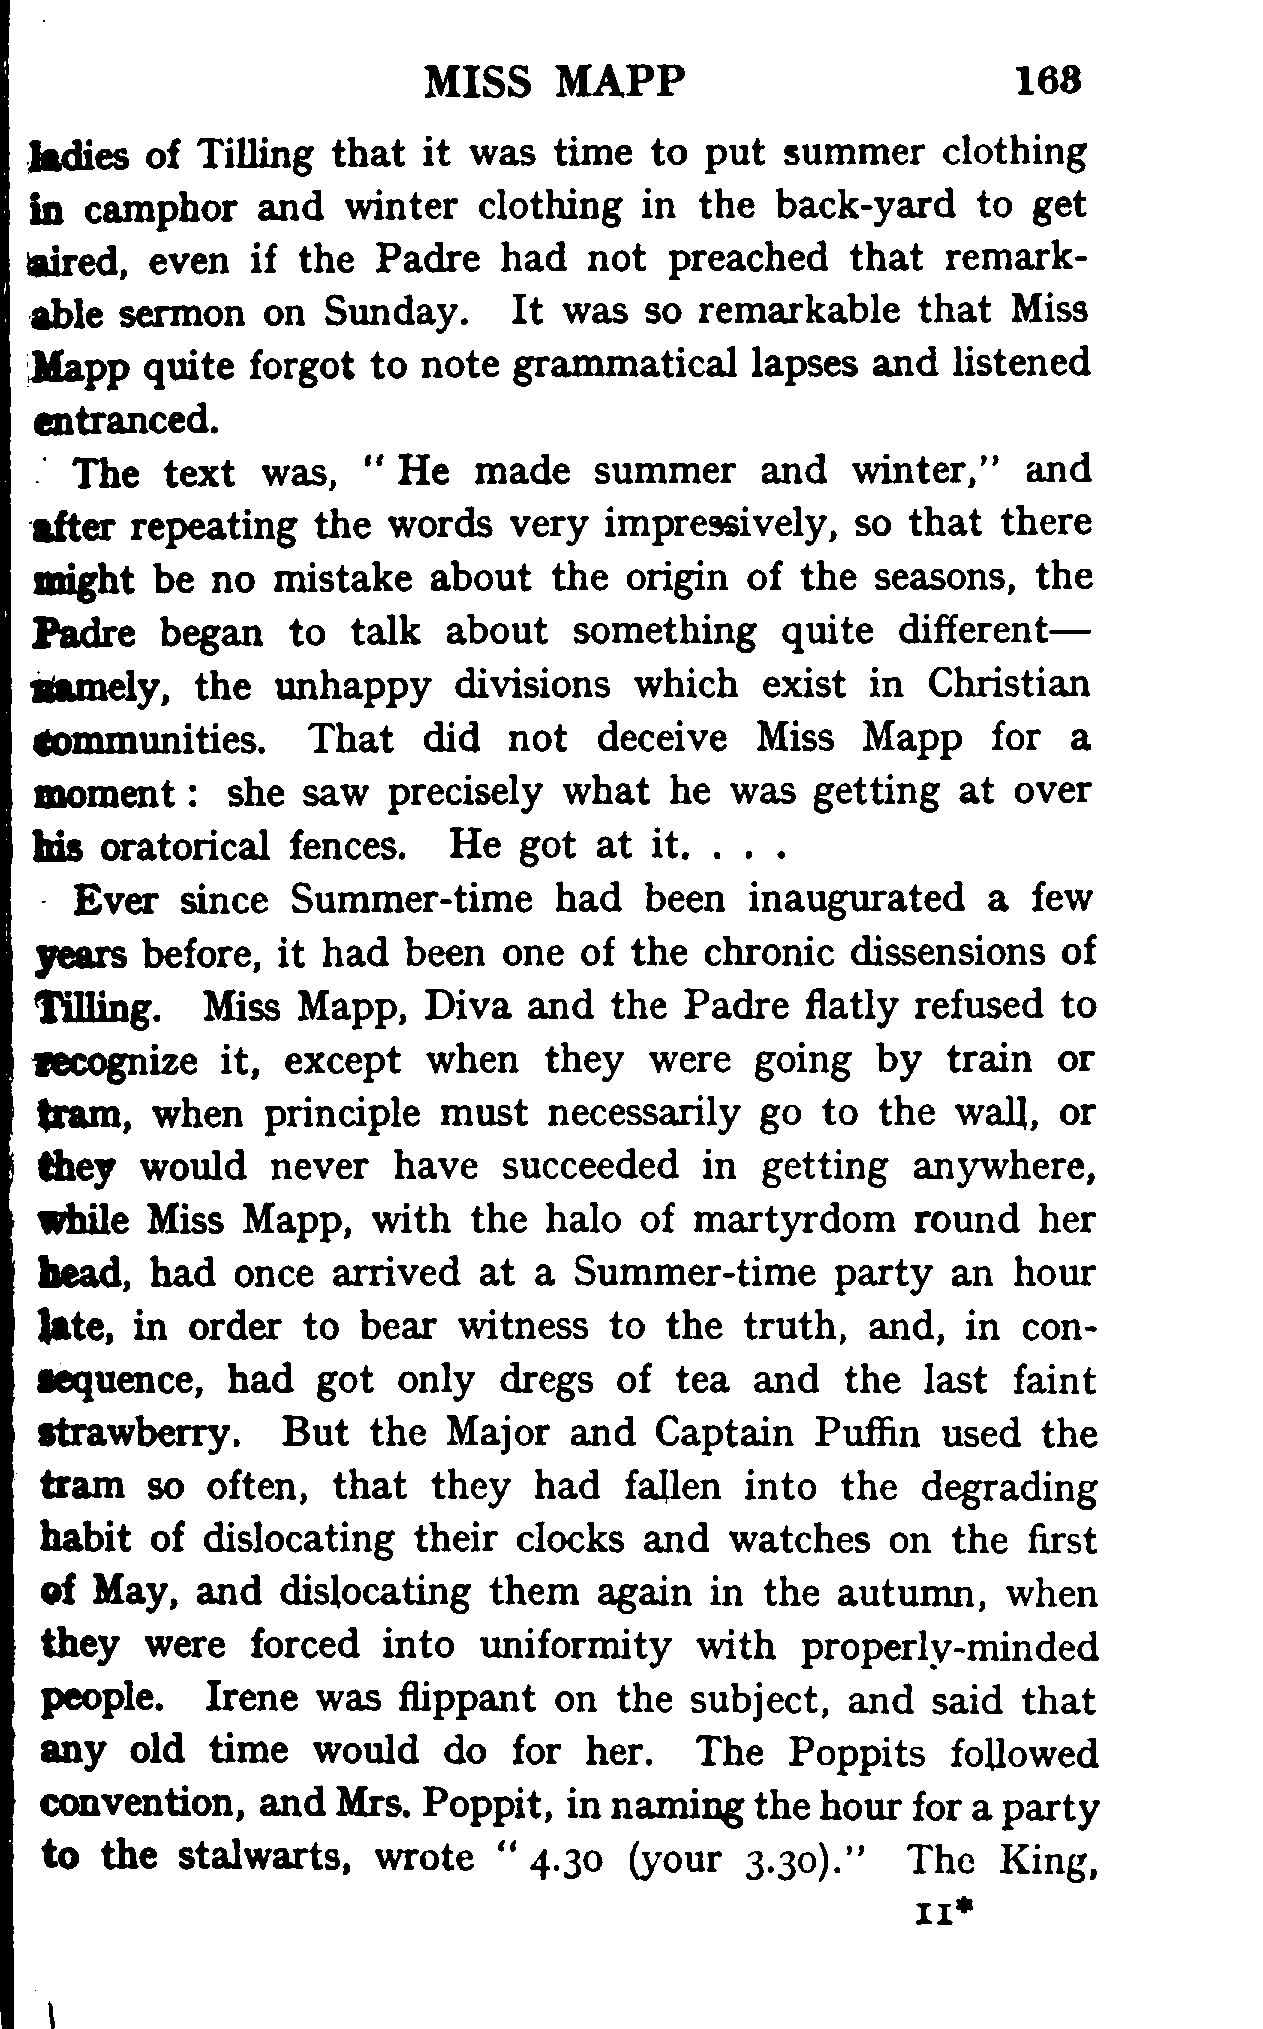 MISS MAPP 163
ladies of Tilling that it was time to put summer clothing
in camphor and winter clothing in the back-yard to get
aired, even if the Padre had not preached that remark-
able sermon on Sunday. It was so remarkable that Miss
Mapp quite forgot to note grammatical lapses and listened
entranced.
The text was, " He made summer and winter," and
after repeating the words very impressively, so that there
might be no mistake about the origin of the seasons, the
Padre began to talk about something quite different—
namely, the unhappy divisions which exist in Christian
communities. That did not deceive Miss Mapp for a
moment : she saw precisely what he was getting at over
his oratorical fences. He got at it. . . .
Ever since Summer-time had been inaugurated a few
years before, it had been one of the chronic dissensions of
Tilling. Miss Mapp, Diva and the Padre flatly refused to
recognize it, except when they were going by train or
tram, when principle must necessarily go to the wall, or
they would never have succeeded in getting anywhere,
while Miss Mapp, with the halo of martyrdom round her
head, had once arrived at a Summer-time party an hour
late, in order to bear witness to the truth, and, in con-
sequence, had got only dregs of tea and the last faint
strawberry. But the Major and Captain Puffin used the
tram so often, that they had fallen into the degrading
habit of dislocating their clocks and watches on the first
of May, and dislocating them again in the autumn, when
they were forced into uniformity with properly-minded
people. Irene was flippant on the subject, and said that
any old time would do for her. The Poppits followed
convention, and Mrs. Poppit, in naming the hour for a party
to the stalwarts, wrote " 4.30 (your 3.30)." The King,
11*